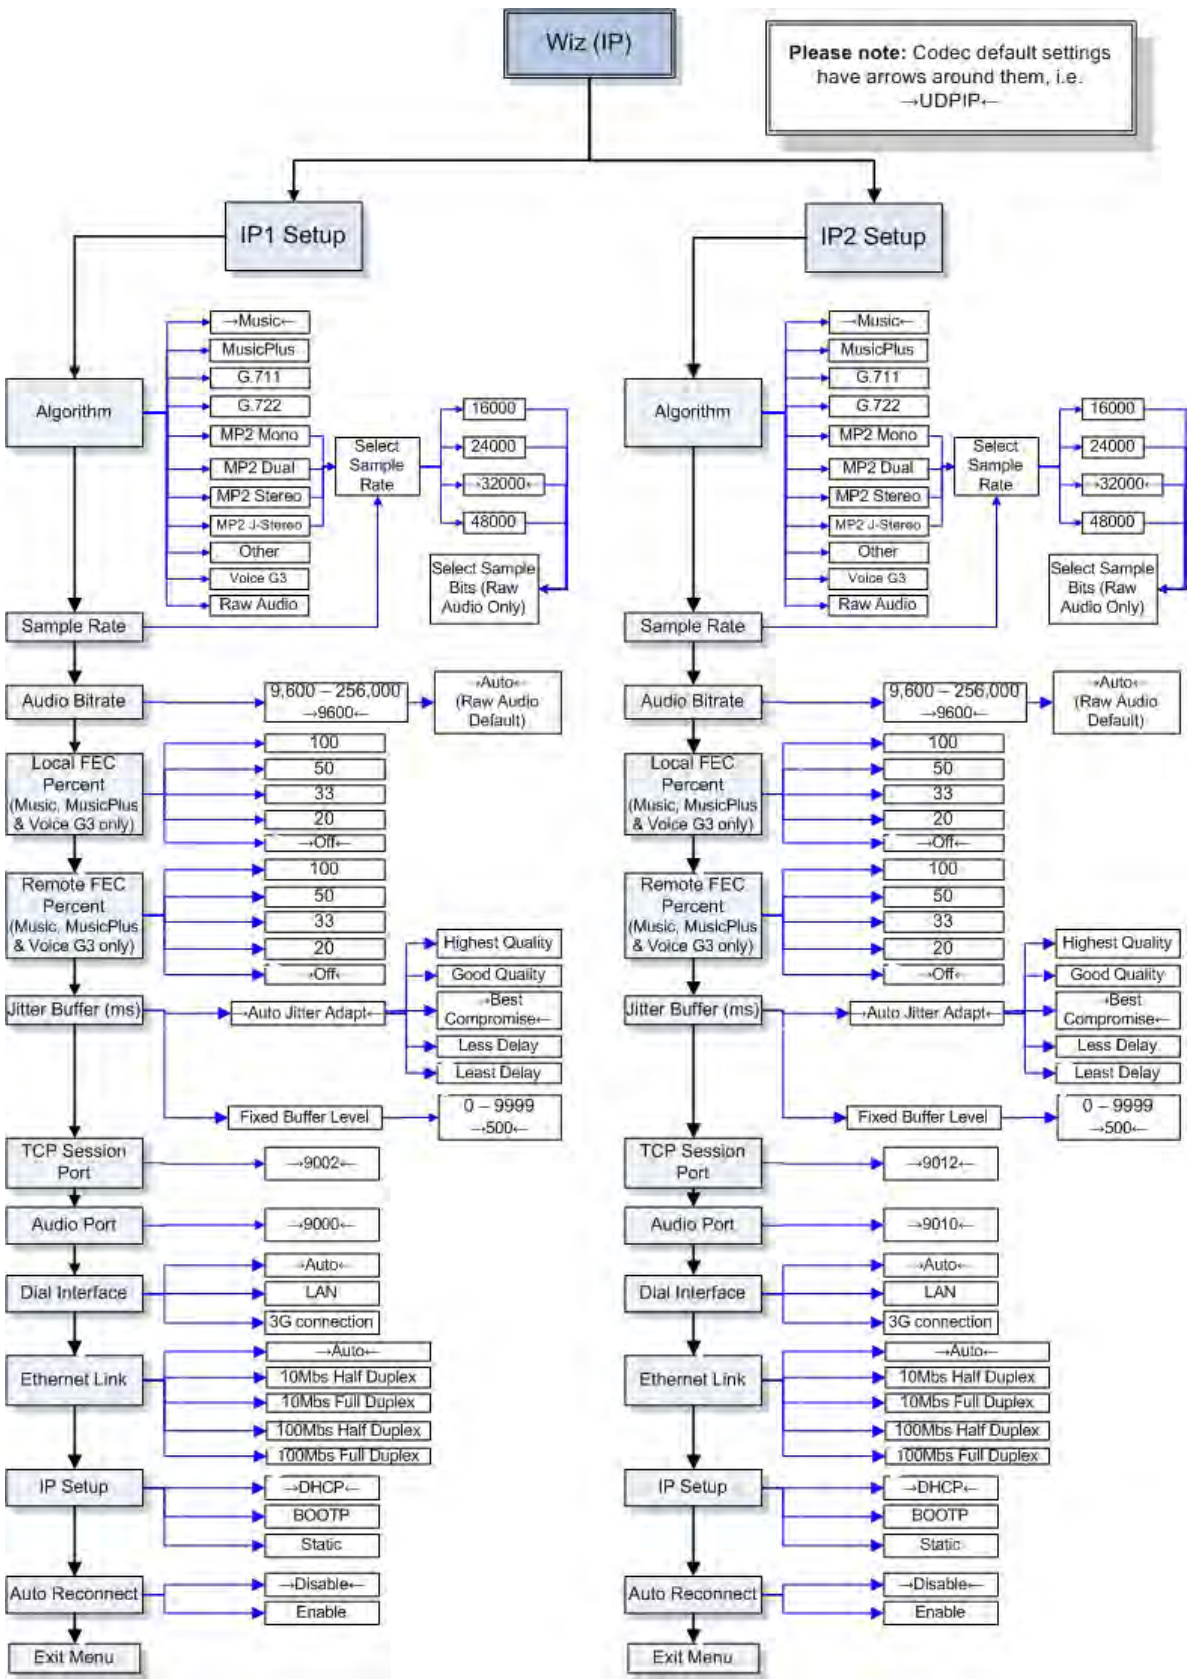 Wiz (IP)
Please note: Codec default settings
have arrows around them, i.e.
→UDPIP←
IP1 Setup
Algorithm
→Music←
MusicPlus
G.711
G.722
MP2 Mono
MP2 Dual
MP2 Stereo
MP2 J-Stereo
Other
Voice G3
Raw Audio
Select
Sample
Rate
16000
24000
→32000←
48000
Select Sample
Bits (Raw
Audio Only)
Sample Rate
Audio Bitrate
9,600 – 256,000
→9600←
→Auto←
(Raw Audio
Default)
Local FEC
Percent
(Music, MusicPlus
& Voice G3 only)
100
50
33
20
→Off←
Remote FEC
Percent
(Music, MusicPlus
& Voice G3 only)
100
50
33
20
→Off←
Jitter Buffer (ms)
→Auto Jitter Adapt←
Highest Quality
Good Quality
→Best
Compromise←
Less Delay
Least Delay
Fixed Buffer Level
0 – 9999
→500←
TCP Session
Port
→9002←
Audio Port
→9000←
Dial Interface
→Auto←
LAN
3G connection
Ethernet Link
→Auto←
10Mbs Half Duplex
10Mbs Full Duplex
100Mbs Half Duplex
100Mbs Full Duplex
IP Setup
→DHCP←
BOOTP
Static
Auto Reconnect
→Disable←
Enable
Exit Menu
IP2 Setup
Algorithm
→Music←
MusicPlus
G.711
G.722
MP2 Mono
MP2 Dual
MP2 Stereo
MP2 J-Stereo
Other
Voice G3
Raw Audio
Select
Sample
Rate
16000
24000
→32000←
48000
Select Sample
Bits (Raw
Audio Only)
Sample Rate
Audio Bitrate
9,600 – 256,000
→9600←
→Auto←
(Raw Audio
Default)
Local FEC
Percent
(Music, MusicPlus
& Voice G3 only)
100
50
33
20
→Off←
Remote FEC
Percent
(Music, MusicPlus
& Voice G3 only)
100
50
33
20
→Off←
Jitter Buffer (ms)
→Auto Jitter Adapt←
Highest Quality
Good Quality
→Best
Compromise←
Less Delay
Least Delay
Fixed Buffer Level
0 – 9999
→500←
TCP Session
Port
→9012←
Audio Port
→9010←
Dial Interface
→Auto←
LAN
3G connection
Ethernet Link
→Auto←
10Mbs Half Duplex
10Mbs Full Duplex
100Mbs Half Duplex
100Mbs Full Duplex
IP Setup
→DHCP←
BOOTP
Static
Auto Reconnect
→Disable←
Enable
Exit Menu